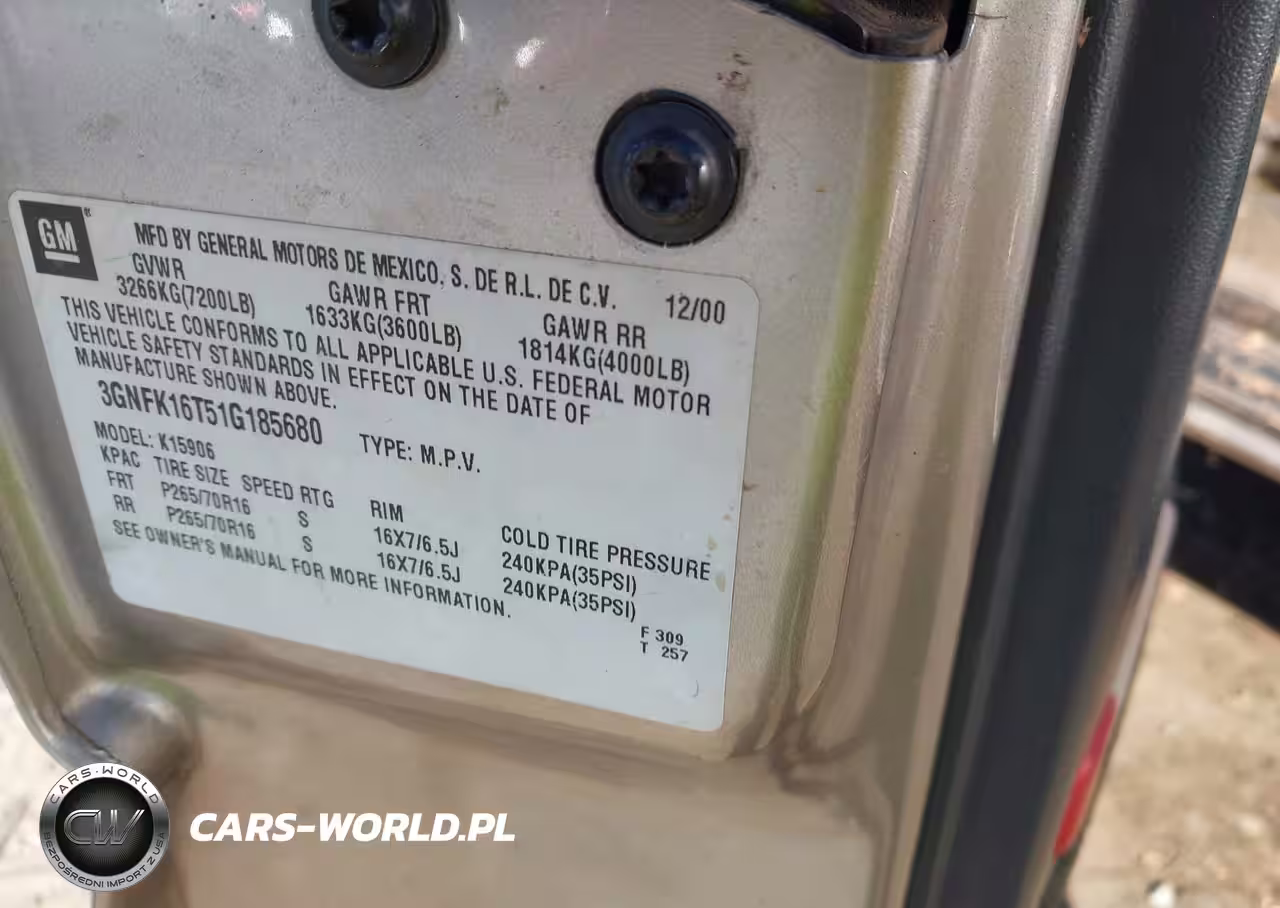 GM ®
MFD BY GENERAL MOTORS DE MEXICO, S. DE R.L. DE C.V. 12/00
GVWR GAWR FRT GAWR RR
3266KG(7200LB) 1633KG(3600LB) 1814KG(4000LB)
THIS VEHICLE CONFORMS TO ALL APPLICABLE U.S. FEDERAL MOTOR
VEHICLE SAFETY STANDARDS IN EFFECT ON THE DATE OF
MANUFACTURE SHOWN ABOVE.
3GNFK16T51G185680 TYPE: M.P.V.
MODEL: K15906
KPAC TIRE SIZE SPEED RTG RIM COLD TIRE PRESSURE
FRT P265/70R16 S 16X7/6.5J 240KPA(35PSI)
RR P265/70R16 S 16X7/6.5J 240KPA(35PSI)
SEE OWNER'S MANUAL FOR MORE INFORMATION.
F 309
T 257
CARS-WORLD
CW
BEZPOŚREDNI IMPORT Z USA
CARS-WORLD.PL